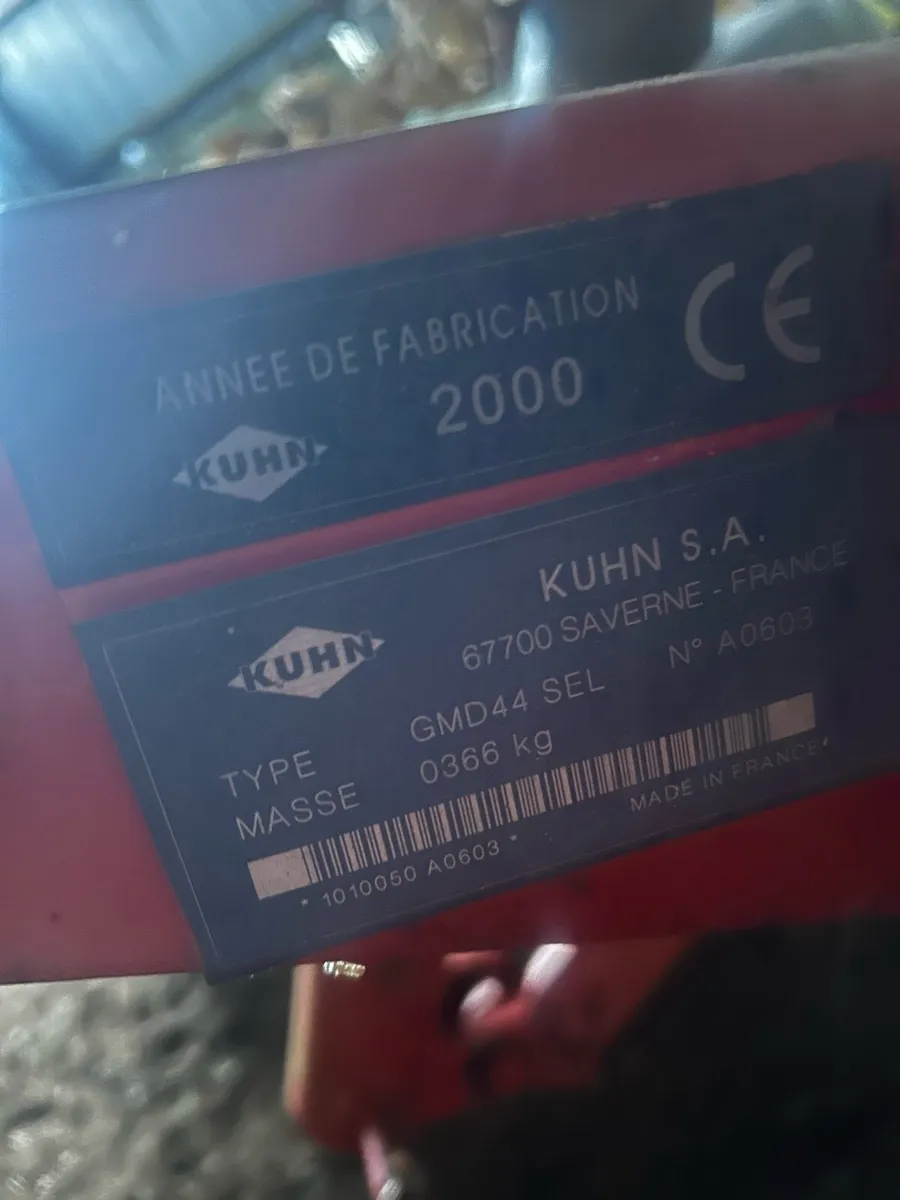 ANNEE DE FABRICATION
2000
CE
KUHN
KUHN S.A.
67700 SAVERNE - FRANCE
KUHN
TYPE GMD44 SEL N° A0603
MASSE 0366 kg
MADE IN FRANCE
* 1010050 A0603 *